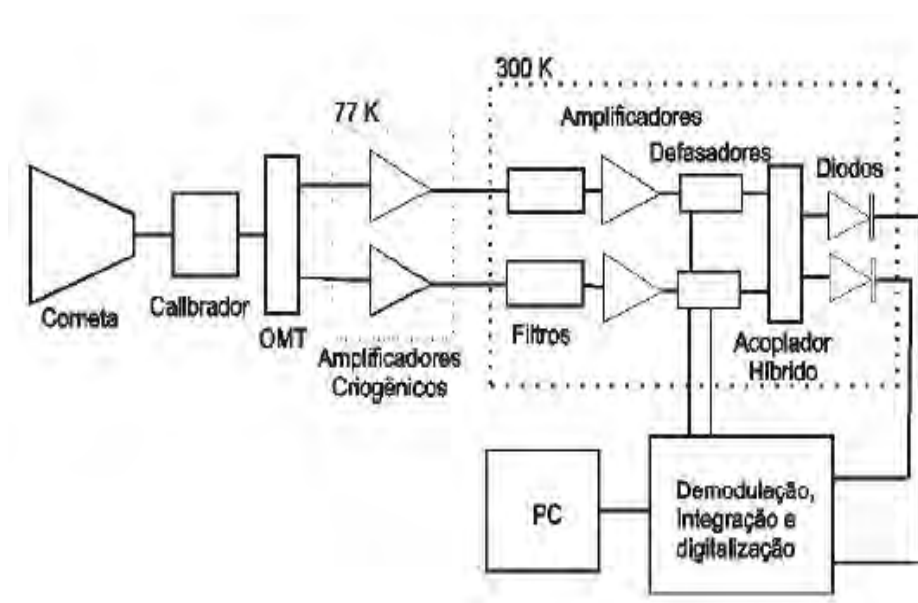 300 K
77 K
Amplificadores
Defasadores
Diodos
Corneta
Calibrador
OMT
Amplificadores
Criogênicos
Filtros
Acoplador
Híbrido
PC
Demodulação,
integração e
digitalização